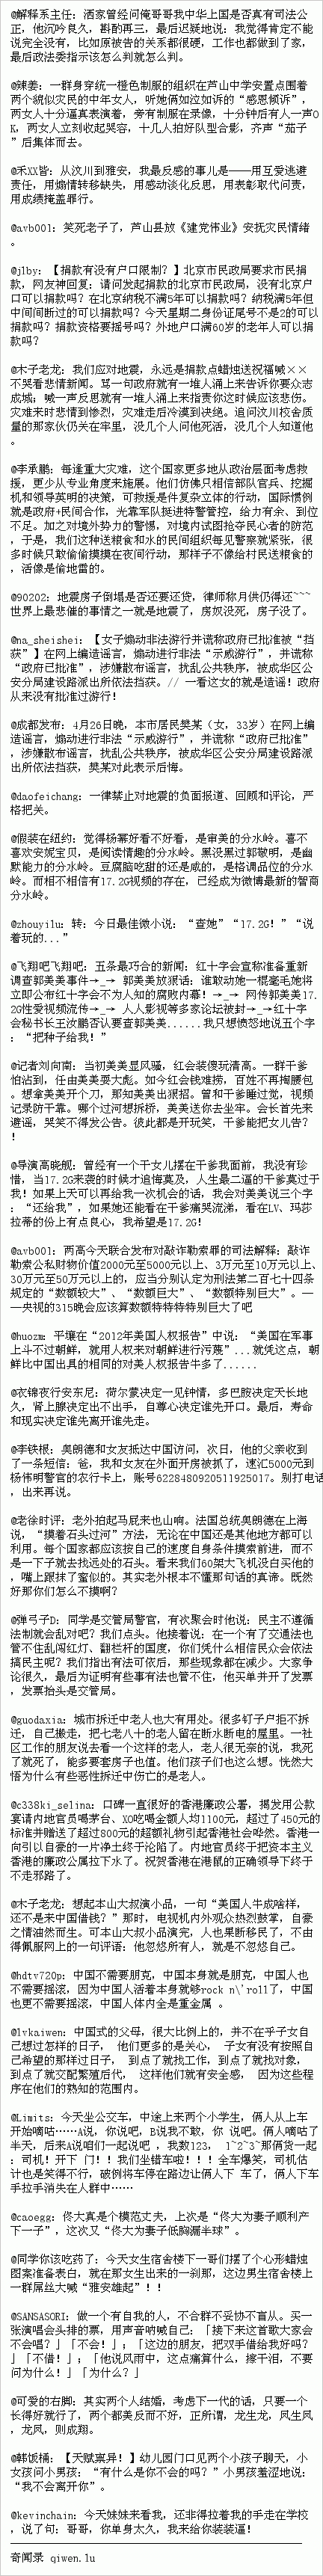 @解释系主任：洒家曾经问俺哥哥我中华上国是否真有司法公
正，他沉吟良久，斟酌再三，最后迟疑地说：我觉得肯定不能
说完全没有，比如原被告的关系都很硬，工作也都做到了家，
最后政法委指示该怎么判就怎么判。
@辣姜：一群身穿统一橙色制服的组织在芦山中学安置点围着
两个貌似灾民的中年女人，听她俩如泣如诉的“感恩倾诉”，
两女人十分逼真表演着，旁有制服在录像，十分钟后有人一声O
K，两女人立刻收起哭容，十几人拍好队型合影，齐声“茄子
”后集体而去。
@禾XX皆：从汶川到雅安，我最反感的事儿是——用互爱逃避
责任，用煽情转移缺失，用感动淡化反思，用表彰取代问责，
用成绩掩盖罪行。
@avb001：笑死老子了，芦山县放《建党伟业》安抚灾民情绪
。
@jlby：【捐款有没有户口限制？】北京市民政局要求市民捐
款，网友神回复：请问发起捐款的北京市民政局，没有北京户
口可以捐款吗？在北京纳税不满5年可以捐款吗？纳税满5年但
中间间断过的可以捐款吗？今天星期二身份证尾号不是2的可以
捐款吗？捐款资格要摇号吗？外地户口满60岁的老年人可以捐
款吗？
@木子老龙：我们应对地震，永远是捐款点蜡烛送祝福喊××
不哭看悲情新闻。骂一句政府就有一堆人涌上来告诉你要众志
成城；喊一声反思就有一堆人涌上来指责你这时候应该悲伤。
灾难来时悲情到惨烈，灾难走后冷漠到决绝。追问汶川校舍质
量的那家伙仍关在牢里，没几个人问他死活，没几个人知道他
。
@李承鹏：每逢重大灾难，这个国家更多地从政治层面考虑救
援，更少从专业角度来施展。他们仿佛只相信部队官兵、挖掘
机和领导英明的决策，可救援是件复杂立体的行动，国际惯例
就是政府+民间合作，光靠军队挺进特警管控，给力有余、到位
不足。加之对境外势力的警惕，对境内试图抢夺民心者的防范
，于是，我们这种送粮食和水的民间组织每见警察就紧张，很
多时候只敢偷偷摸摸在夜间行动，那样子不像给村民送粮食的
，活像是偷地雷的。
@90202：地震房子倒塌是否还要还贷，律师称月供仍得还~~~
世界上最悲催的事情之一就是地震了，房奴没死，房子没了。
@na_sheishei：【女子煽动非法游行并谎称政府已批准被“挡
获”】在网上编造谣言，煽动进行非法“示威游行”，并谎称
“政府已批准”，涉嫌散布谣言，扰乱公共秩序，被成华区公
安分局建设路派出所依法挡获。// 一看这女的就是造谣！政府
从来没有批准过游行！
@成都发布：4月26日晚，本市居民樊某（女，33岁）在网上编
造谣言，煽动进行非法“示威游行”，并谎称“政府已批准”
，涉嫌散布谣言，扰乱公共秩序，被成华区公安分局建设路派
出所依法挡获，樊某对此表示后悔。
@daofeichang：一律禁止对地震的负面报道、回顾和评论，严
格把关。
@假装在纽约：觉得杨幂好看不好看，是审美的分水岭。喜不
喜欢安妮宝贝，是阅读情趣的分水岭。黑没黑过郭敬明，是幽
默能力的分水岭。豆腐脑吃甜的还是咸的，是格调品位的分水
岭。而相不相信有17.2G视频的存在，已经成为微博最新的智商
分水岭。
@zhouyilu：转：今日最佳微小说：“查她”“17.2G！”“说
着玩的...”
@飞翔吧飞翔吧：五条最巧合的新闻：红十字会宣称准备重新
调查郭美美事件→_→ 郭美美放狠话：谁敢动她一根毫毛她将
立即公布红十字会不为人知的腐败内幕！→_→ 网传郭美美17.
2G性爱视频流传→_→ 人人影视等多家论坛被封→_→红十字
会秘书长王汝鹏否认要查郭美美......我只想愤怒地说五个字
：“把种子给我！”
@记者刘向南：当初美美显风骚，红会装傻玩清高。一群干爹
怕沾到，任由美美耍大彪。如今红会钱难捞，百姓不再掏腰包
。想拿美美开个刀，那知美美出狠招。曾和干爹睡过觉，视频
记录防干靠。哪个过河想拆桥，美美送你去坐牢。会长首先来
避谣，哭笑不得发公告。彼此都是开玩笑，干爹能把女儿告？
！
@导演高晓舰：曾经有一个干女儿摆在干爹我面前，我没有珍
惜，当17.2G来袭的时候才追悔莫及，人生最二逼的干爹莫过于
我！如果上天可以再给我一次机会的话，我会对美美说三个字
：“还给我”，如果她还能看在干爹痛哭流涕，看在LV、玛莎
拉蒂的份上有点良心，我希望是17.2G！
@avb001：两高今天联合发布对敲诈勒索罪的司法解释：敲诈
勒索公私财物价值2000元至5000元以上、3万元至10万元以上、
30万元至50万元以上的，应当分别认定为刑法第二百七十四条
规定的“数额较大”、“数额巨大”、“数额特别巨大”。—
—央视的315晚会应该算数额特特特特别巨大了吧
@huozm：平壤在“2012年美国人权报告”中说：“美国在军事
上斗不过朝鲜，就用人权来对朝鲜进行污蔑”...就凭这点，朝
鲜比中国出具的相同的对美人权报告牛多了......
@衣锦夜行安东尼：荷尔蒙决定一见钟情，多巴胺决定天长地
久，肾上腺决定出不出手，自尊心决定谁先开口。最后，寿命
和现实决定谁先离开谁先走。
@李铁根：奥朗德和女友抵达中国访问，次日，他的父亲收到
了一条短信：爸，我和女友在外面开房被抓了，速汇5000元到
杨伟明警官的农行卡上，账号6228480920511925017。别打电话
，出来再说。
@老徐时评：老外拍起马屁来也山响。法国总统奥朗德在上海
说，“摸着石头过河”方法，无论在中国还是其他地方都可以
利用。每个国家都应该按自己的速度自身条件摸索前进，而不
是一下子就去找远处的石头。看来我们60架大飞机没白买他的
，嘴上跟抹了蜜似的。其实老外根本不懂那句话的真谛。既然
好那你们怎么不摸啊？
@弹弓子D：同学是交管局警官，有次聚会时他说：民主不遵循
法制就会乱对吧？我们点头。他接着说：在一个有了交通法也
管不住乱闯红灯、翻栏杆的国度，你们凭什么相信民众会依法
搞民主呢？我们指出有法可依后，那些现象都在减少。大家争
论很久，最后为证明有些事有法也管不住，他买单并开了发票
，发票抬头是交管局。
@guodaxia：城市拆迁中老人也大有用处。很多钉子户拒不拆
迁，自己搬走，把七老八十的老人留在断水断电的屋里。一社
区工作的朋友说去看一个这样的老人，老人很无奈的说，我死
了就死了，能多要套房子也值。他们孩子们也这么想。恍然大
悟为什么有些恶性拆迁中伤亡的是老人。
@c338ki_selina：口碑一直很好的香港廉政公署，揭发用公款
宴请内地官员喝茅台、XO吃喝金额人均1100元，超过了450元的
标准并赠送了超过800元的超额礼物引起香港社会哗然。香港一
向引以自豪的一片净土终于沦陷了。内地官员终于把资本主义
香港的廉政公属拉下水了。祝贺香港在港鼠的正确领导下终于
不走邪路了。
@木子老龙：想起本山大叔演小品，一句“美国人牛成啥样，
还不是来中国借钱？”那时，电视机内外观众热烈鼓掌，自豪
之情油然而生。可本山大叔小品演完，人也果断移民了，不由
得佩服网上的一句评语：他忽悠所有人，就是不忽悠自己。
@hdtv720p：中国不需要朋克，中国本身就是朋克，中国人也
不需要摇滚，因为中国人活着本身就够rock n\'roll了，中国
也更不需要摇滚，中国人体内全是重金属 。
@lvkaiwen：中国式的父母，很大比例上的，并不在乎子女自
己想过怎样的日子， 他们更多的是关心， 子女有没有按照自
己希望的那样过日子， 到点了就找工作，到点了就找对象，
到点了就交配繁殖后代， 这样他们就有安全感， 因为这些程
序在他们的熟知的范围内。
@Limits：今天坐公交车，中途上来两个小学生，俩人从上车
开始嘀咕……A说，你说吧，B说我不敢，你 说吧。俩人嘀咕了
半天，后来A说咱们一起说吧 ，我数123， 1~2~3~那俩货一起
：司机！开下 门！！我们坐错车啦！！！全车爆笑，司机估
计也是笑得不行，破例将车停在路边让俩人下 车了，俩人下车
手拉手消失在人群中……
@caoegg：佟大真是个模范丈夫，上次是“佟大为妻子顺利产
下一子”，这次又“佟大为妻子低胸漏半球”。
@同学你该吃药了：今天女生宿舍楼下一哥们摆了个心形蜡烛
图案准备表白，就在那女生出来的一刹那，这边男生宿舍楼上
一群屌丝大喊“雅安雄起”！！
@SANSASORI：做一个有自我的人，不合群不妥协不盲从。买一
张演唱会头排的票，用声音呐喊自己：「接下来这首歌大家会
不会唱？」「不会！」；「这边的朋友，把双手借给我好吗？
」「不借！」；「他说风雨中，这点痛算什么，擦干泪，不要
问为什么！」「为什么？」
@可爱的右脚：其实两个人结婚，考虑下一代的话，只要一个
长得好就行了，两个都美反而不好，正所谓，龙生龙，凤生凤
，龙凤，则成翔。
@韩饭桶：【天赋禀异！】幼儿园门口见两个小孩子聊天，小
女孩问小男孩：“有什么是你不会的吗？”小男孩羞涩地说：
“我不会离开你”。
@kevinchain：今天妹妹来看我，还非得拉着我的手走在学校
，说了句：哥哥，你单身太久，我来给你装装逼！
奇闻录 qiwen.lu